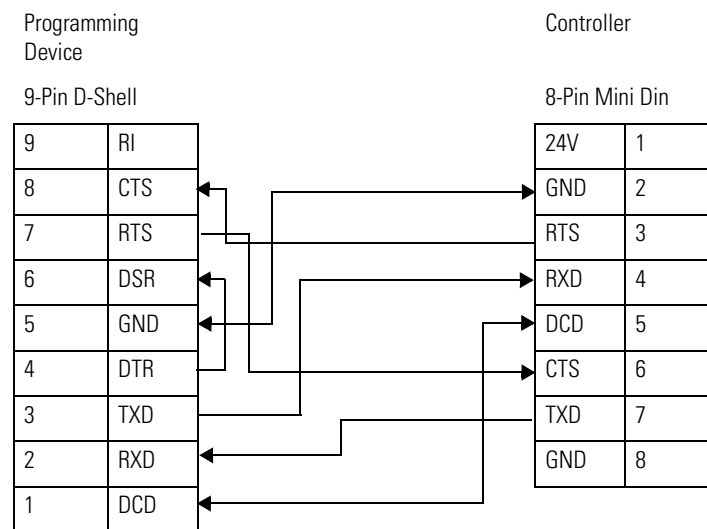 Programming
Device
Controller
9-Pin D-Shell
8-Pin Mini Din
9 RI
24V 1
8 CTS
GND 2
7 RTS
RTS 3
6 DSR
RXD 4
5 GND
DCD 5
4 DTR
CTS 6
3 TXD
TXD 7
2 RXD
GND 8
1 DCD